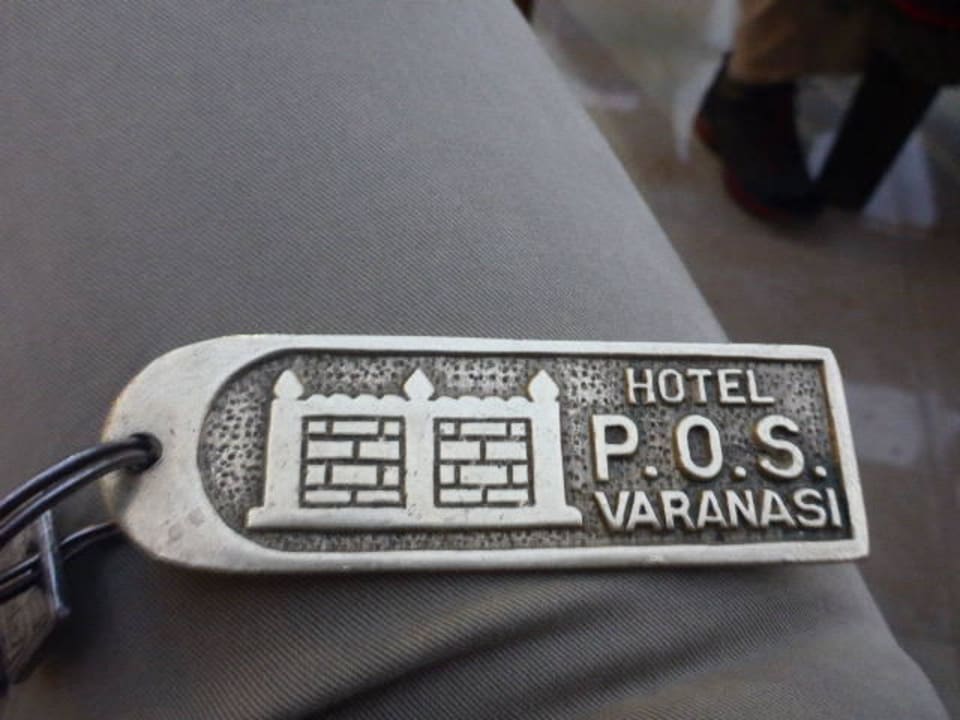 HOTEL
P.O.S.
VARANASI